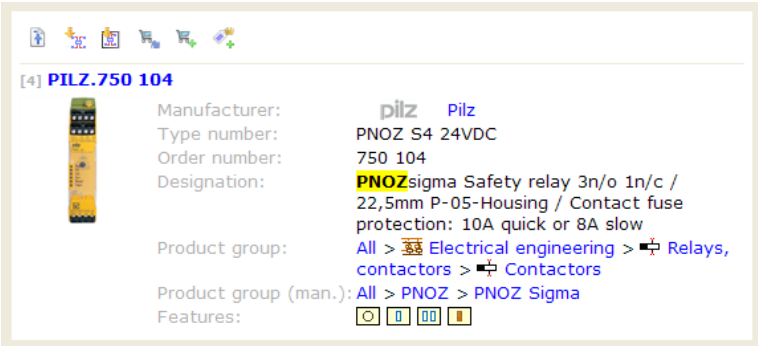 [4] PILZ.750 104
Manufacturer: pilz Pilz
Type number: PNOZ S4 24VDC
Order number: 750 104
Designation: PNOZsigma Safety relay 3n/o 1n/c /
22,5mm P-05-Housing / Contact fuse
protection: 10A quick or 8A slow
Product group: All > Electrical engineering > Relays,
contactors > Contactors
Product group (man.): All > PNOZ > PNOZ Sigma
Features: